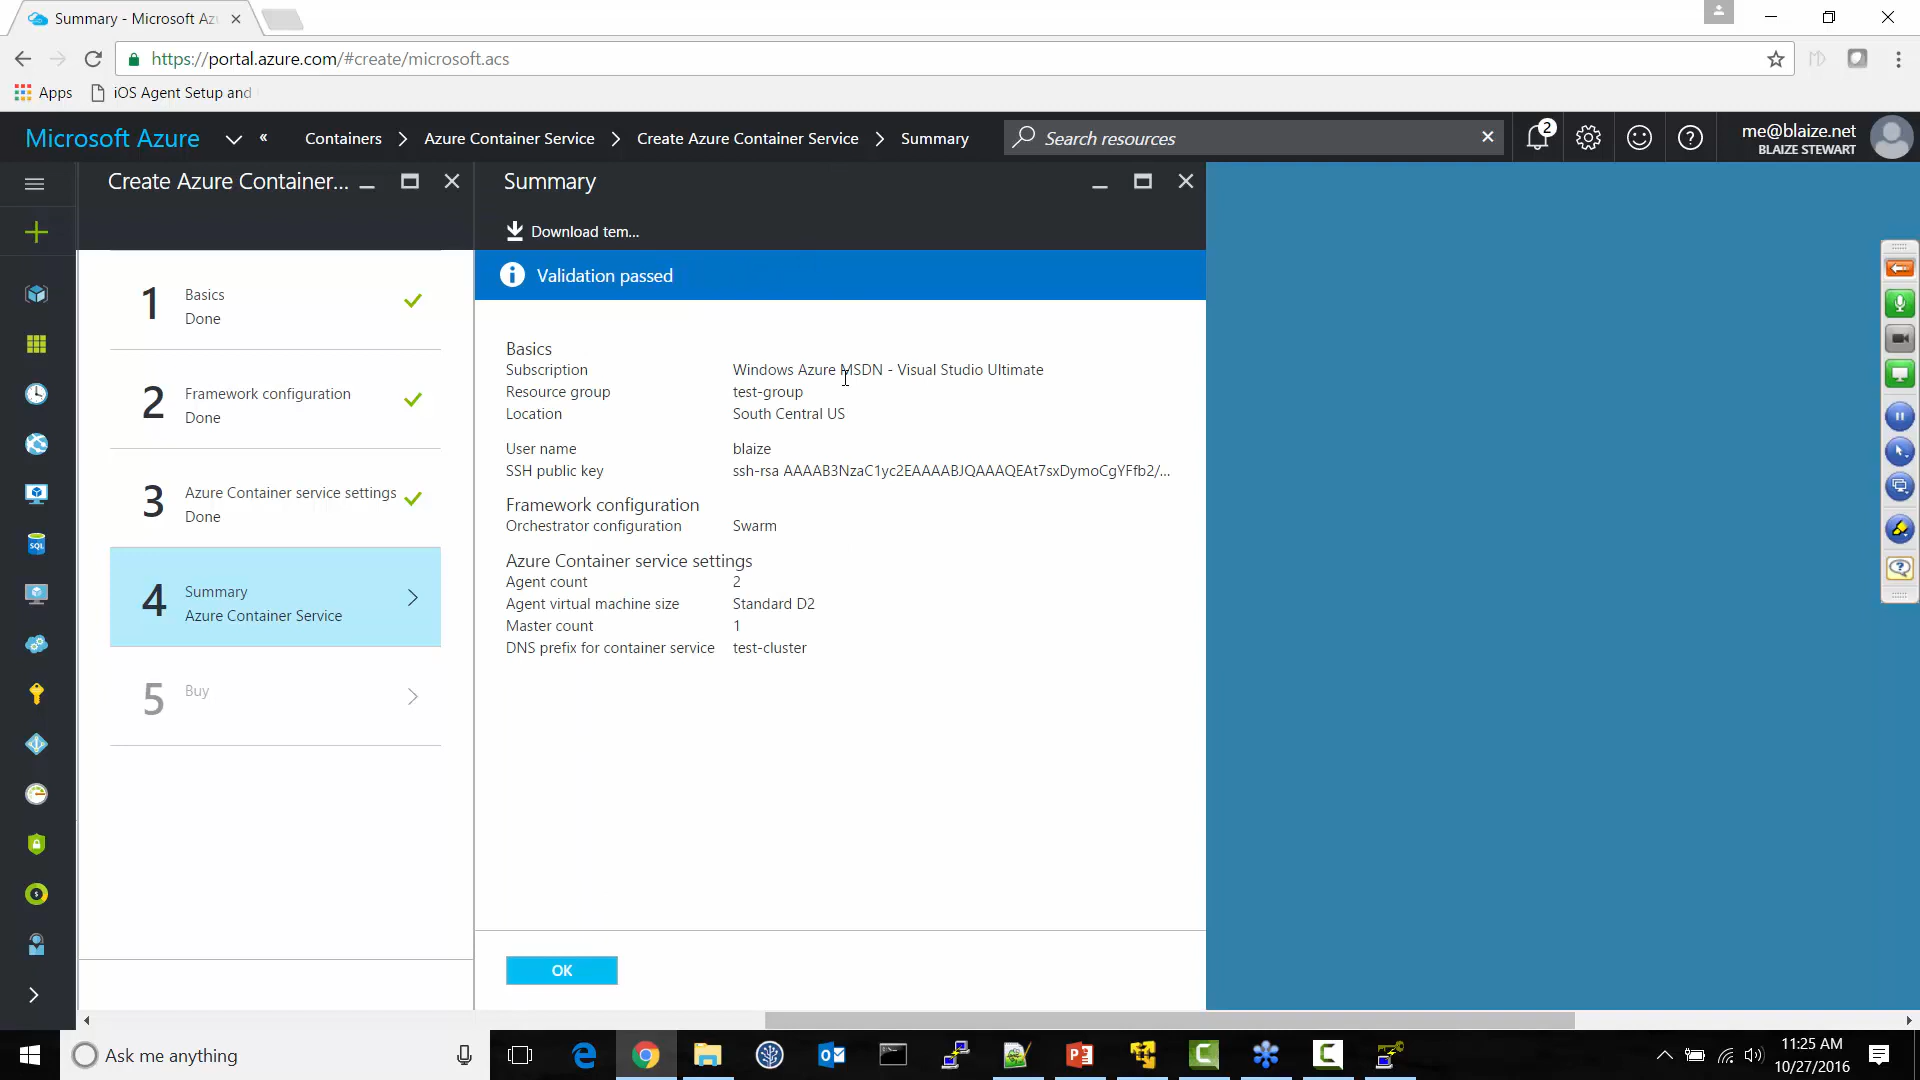 Summary - Microsoft Az
https://portal.azure.com/#create/microsoft.acs
Apps
iOS Agent Setup and
Microsoft Azure
Containers
Azure Container Service
Create Azure Container Service
Summary
Search resources
2
me@blaize.net
BLAIZE STEWART
Create Azure Container...
Summary
Download tem...
Validation passed
1
Basics
Done
2
Framework configuration
Done
3
Azure Container service settings
Done
4
Summary
Azure Container Service
5
Buy
Basics
Subscription Windows Azure MSDN - Visual Studio Ultimate
Resource group test-group
Location South Central US
User name blaize
SSH public key ssh-rsa AAAAB3NzaC1yc2EAAAABJQAAAQEAt7sxDymoCgYFfb2/...
Framework configuration
Orchestrator configuration Swarm
Azure Container service settings
Agent count 2
Agent virtual machine size Standard D2
Master count 1
DNS prefix for container service test-cluster
OK
SQL
Ask me anything
11:25 AM
10/27/2016